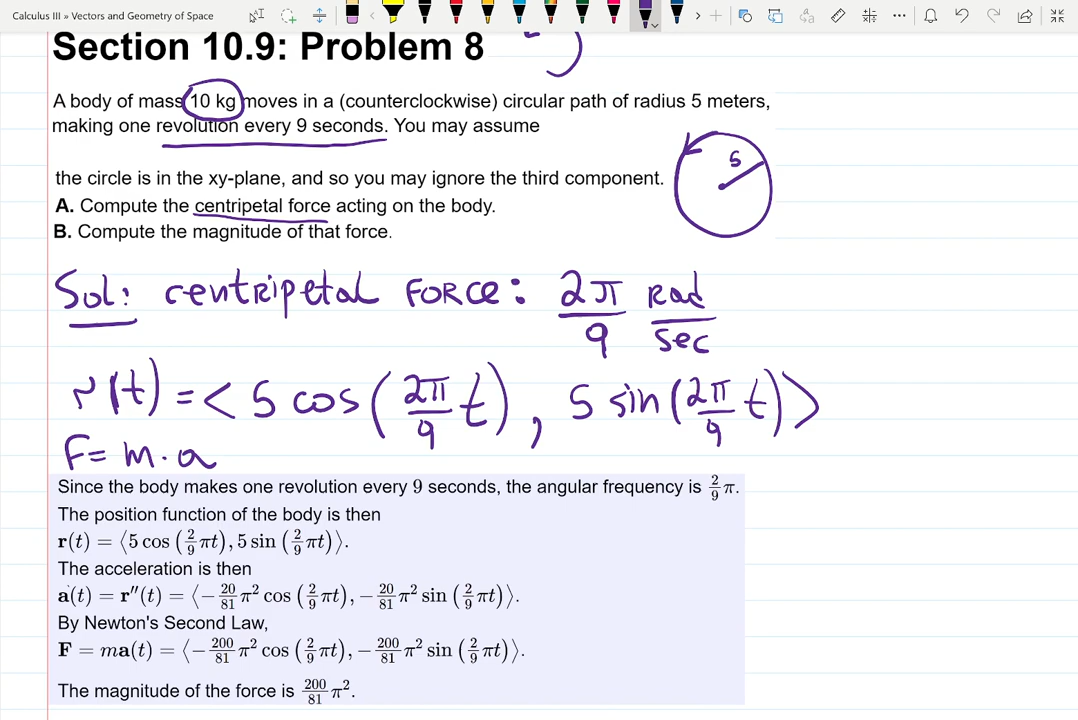 Calculus III » Vectors and Geometry of Space
Section 10.9: Problem 8
A body of mass 10 kg moves in a (counterclockwise) circular path of radius 5 meters,
making one revolution every 9 seconds. You may assume
5
the circle is in the xy-plane, and so you may ignore the third component.
A. Compute the centripetal force acting on the body.
B. Compute the magnitude of that force.
Sol: centripetal Force: 2π/9 Rad/sec
r(t) = < 5 cos(2π/9 t), 5 sin(2π/9 t)>
F = m · a
Since the body makes one revolution every 9 seconds, the angular frequency is 2/9 π.
The position function of the body is then
r(t) = ⟨5 cos (2/9 πt), 5 sin (2/9 πt)⟩.
The acceleration is then
a(t) = r″(t) = ⟨−20/81 π² cos (2/9 πt), −20/81 π² sin (2/9 πt)⟩.
By Newton's Second Law,
F = ma(t) = ⟨−200/81 π² cos (2/9 πt), −200/81 π² sin (2/9 πt)⟩.
The magnitude of the force is 200/81 π².